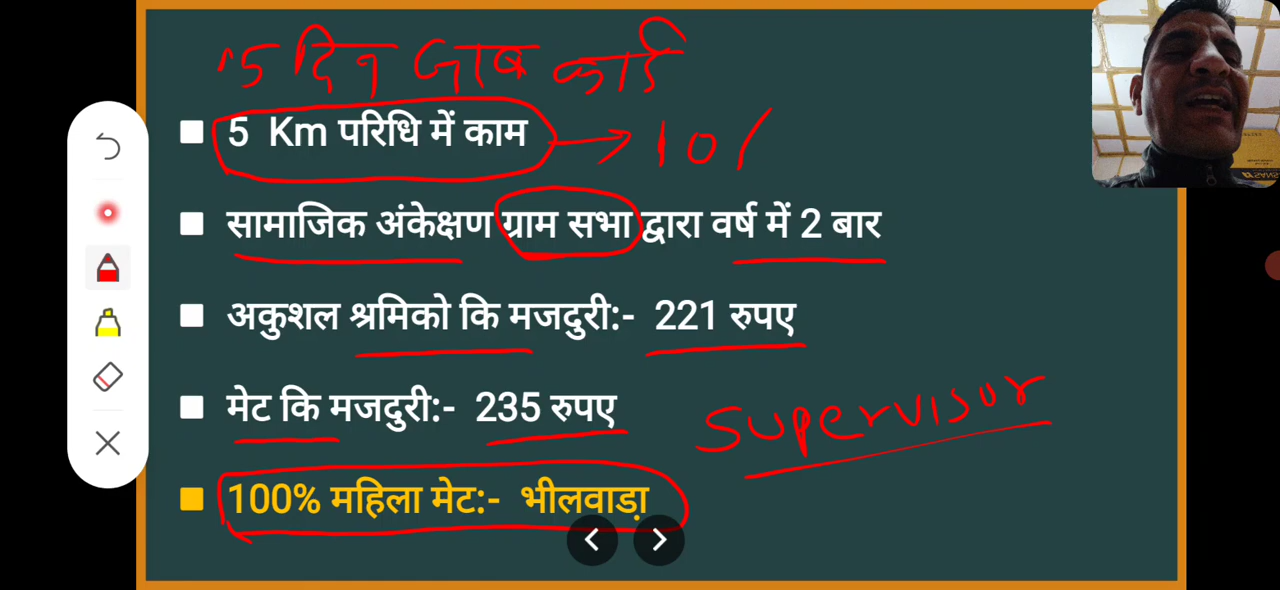 15 दिन जाब कार्ड
5 Km परिधि में काम → 10%
सामाजिक अंकेक्षण ग्राम सभा द्वारा वर्ष में 2 बार
अकुशल श्रमिको कि मजदुरी:- 221 रुपए
मेट कि मजदुरी:- 235 रुपए
Supervisor
100% महिला मेट:- भीलवाडा़